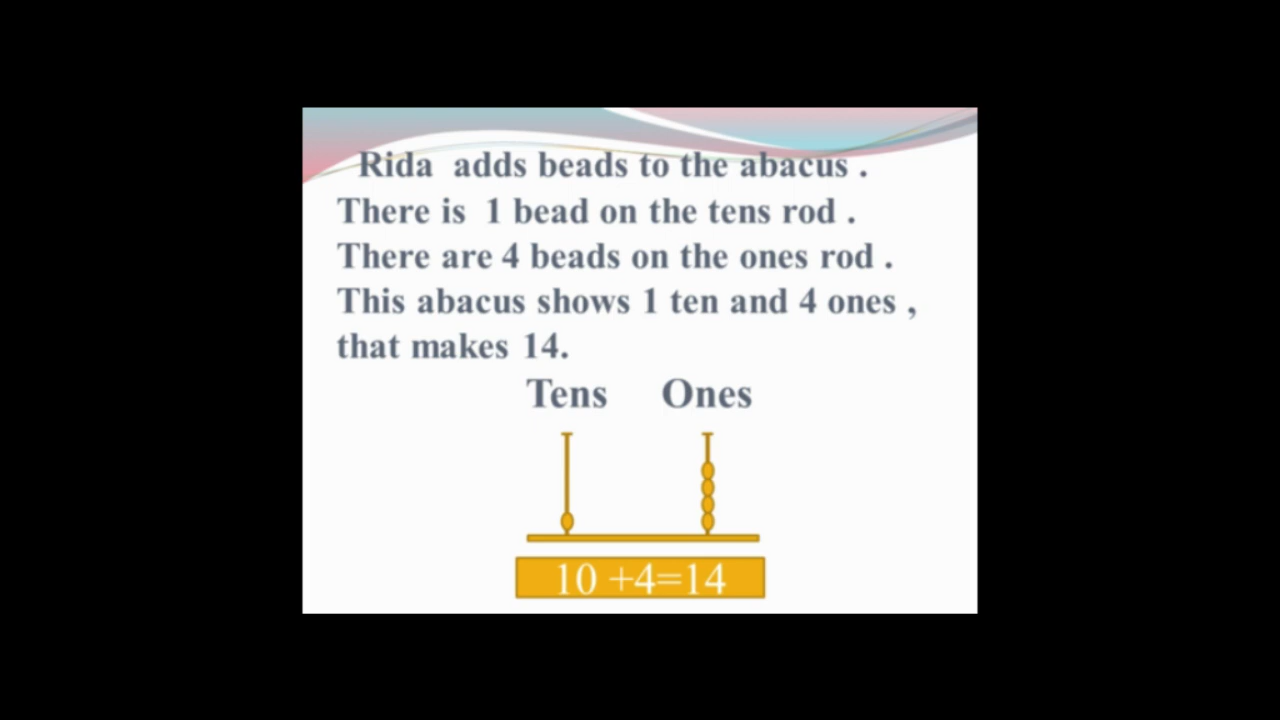 Rida adds beads to the abacus .
There is 1 bead on the tens rod .
There are 4 beads on the ones rod .
This abacus shows 1 ten and 4 ones ,
that makes 14.
Tens Ones
10 +4=14